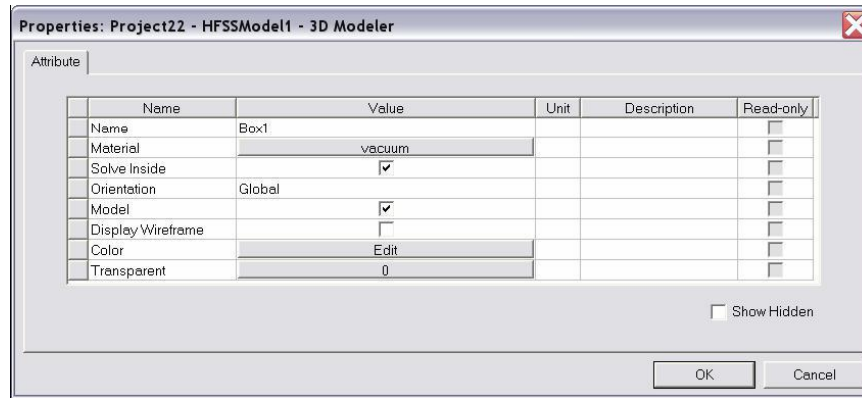 Properties: Project22 - HFSSModel1 - 3D Modeler
Attribute
Name Value Unit Description Read-only
Name Box1
Material vacuum
Solve Inside
Orientation Global
Model
Display Wireframe
Color Edit
Transparent 0
Show Hidden
OK Cancel